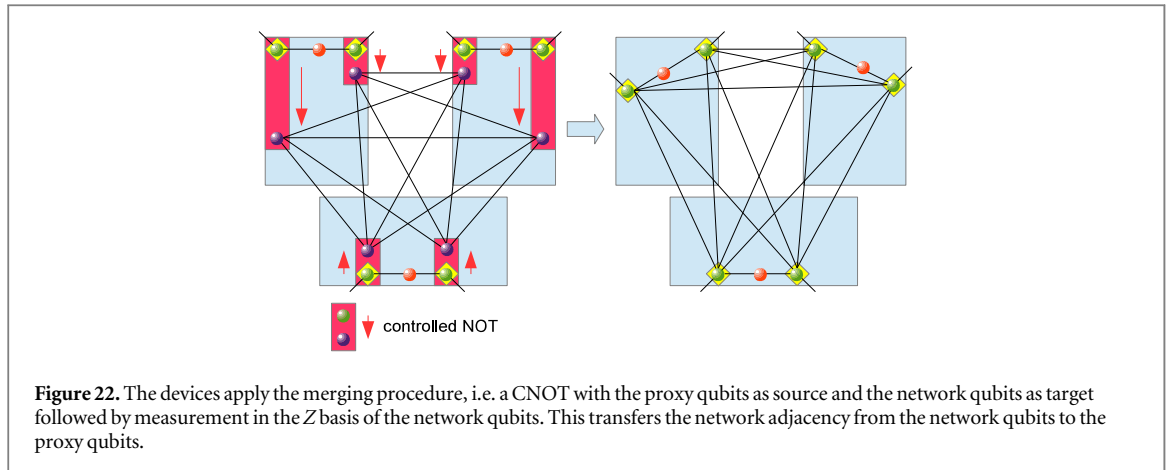 controlled NOT
Figure 22. The devices apply the merging procedure, i.e. a CNOT with the proxy qubits as source and the network qubits as target
followed by measurement in the Z basis of the network qubits. This transfers the network adjacency from the network qubits to the
proxy qubits.